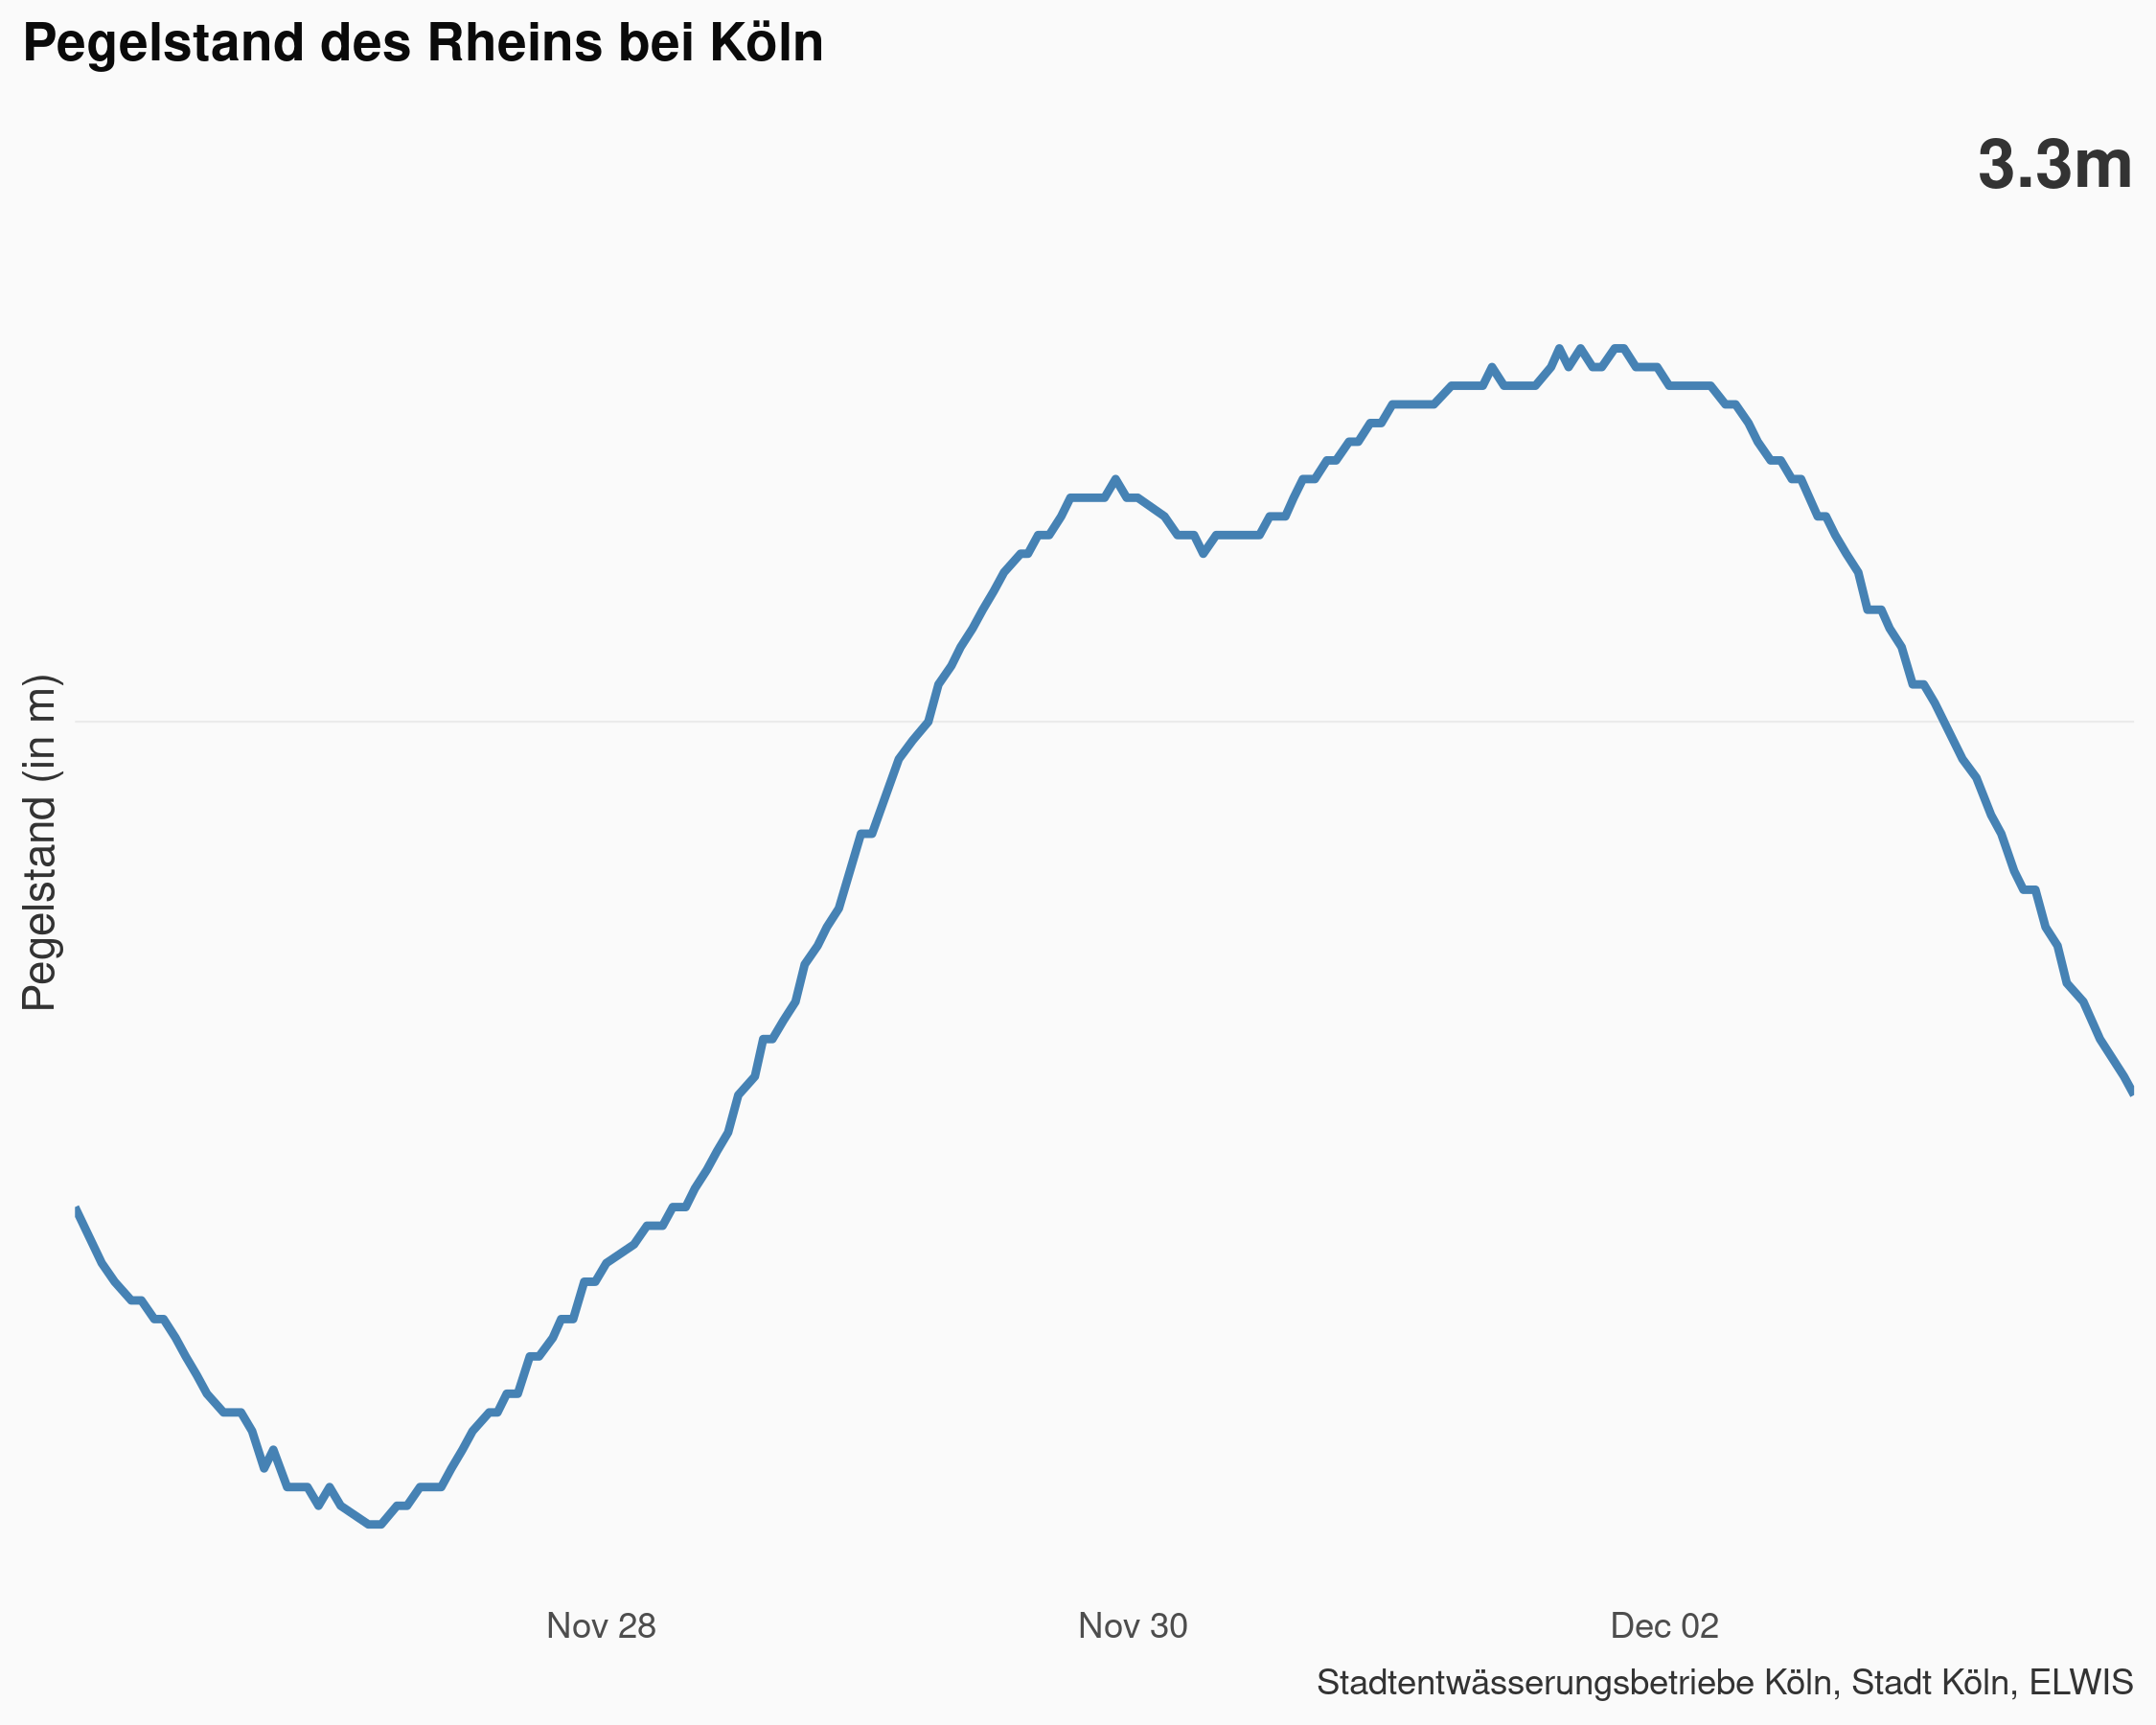 Pegelstand des Rheins bei Köln
3.3m
Pegelstand (in m)
Nov 28
Nov 30
Dec 02
Stadtentwässerungsbetriebe Köln, Stadt Köln, ELWIS